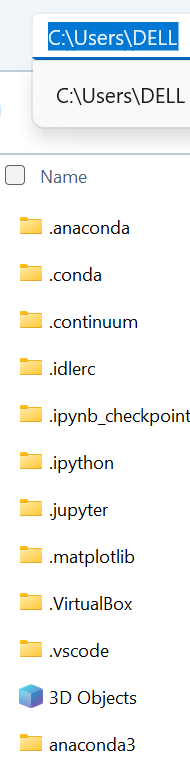 C:\Users\DELL
C:\Users\DELL
Name
.anaconda
.conda
.continuum
.idlerc
.ipynb_checkpoint
.ipython
.jupyter
.matplotlib
.VirtualBox
.vscode
3D Objects
anaconda3